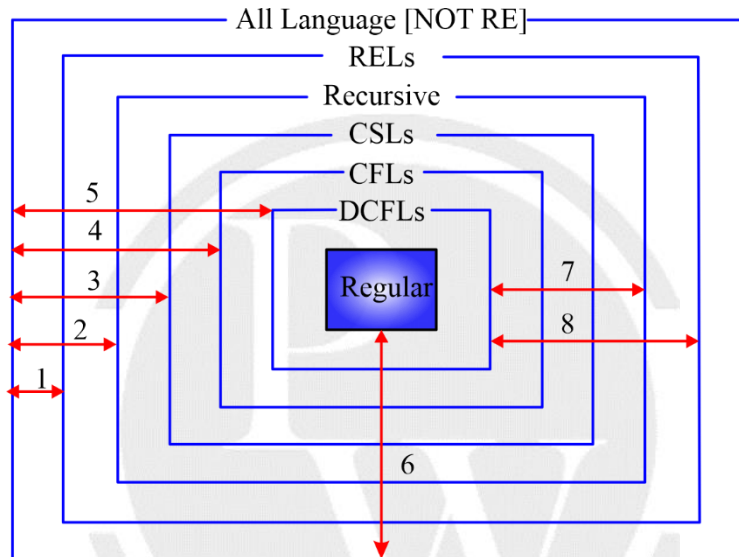 All Language [NOT RE]
RELs
Recursive
CSLs
CFLs
5
DCFLs
4
Regular
7
3
2
8
1
6